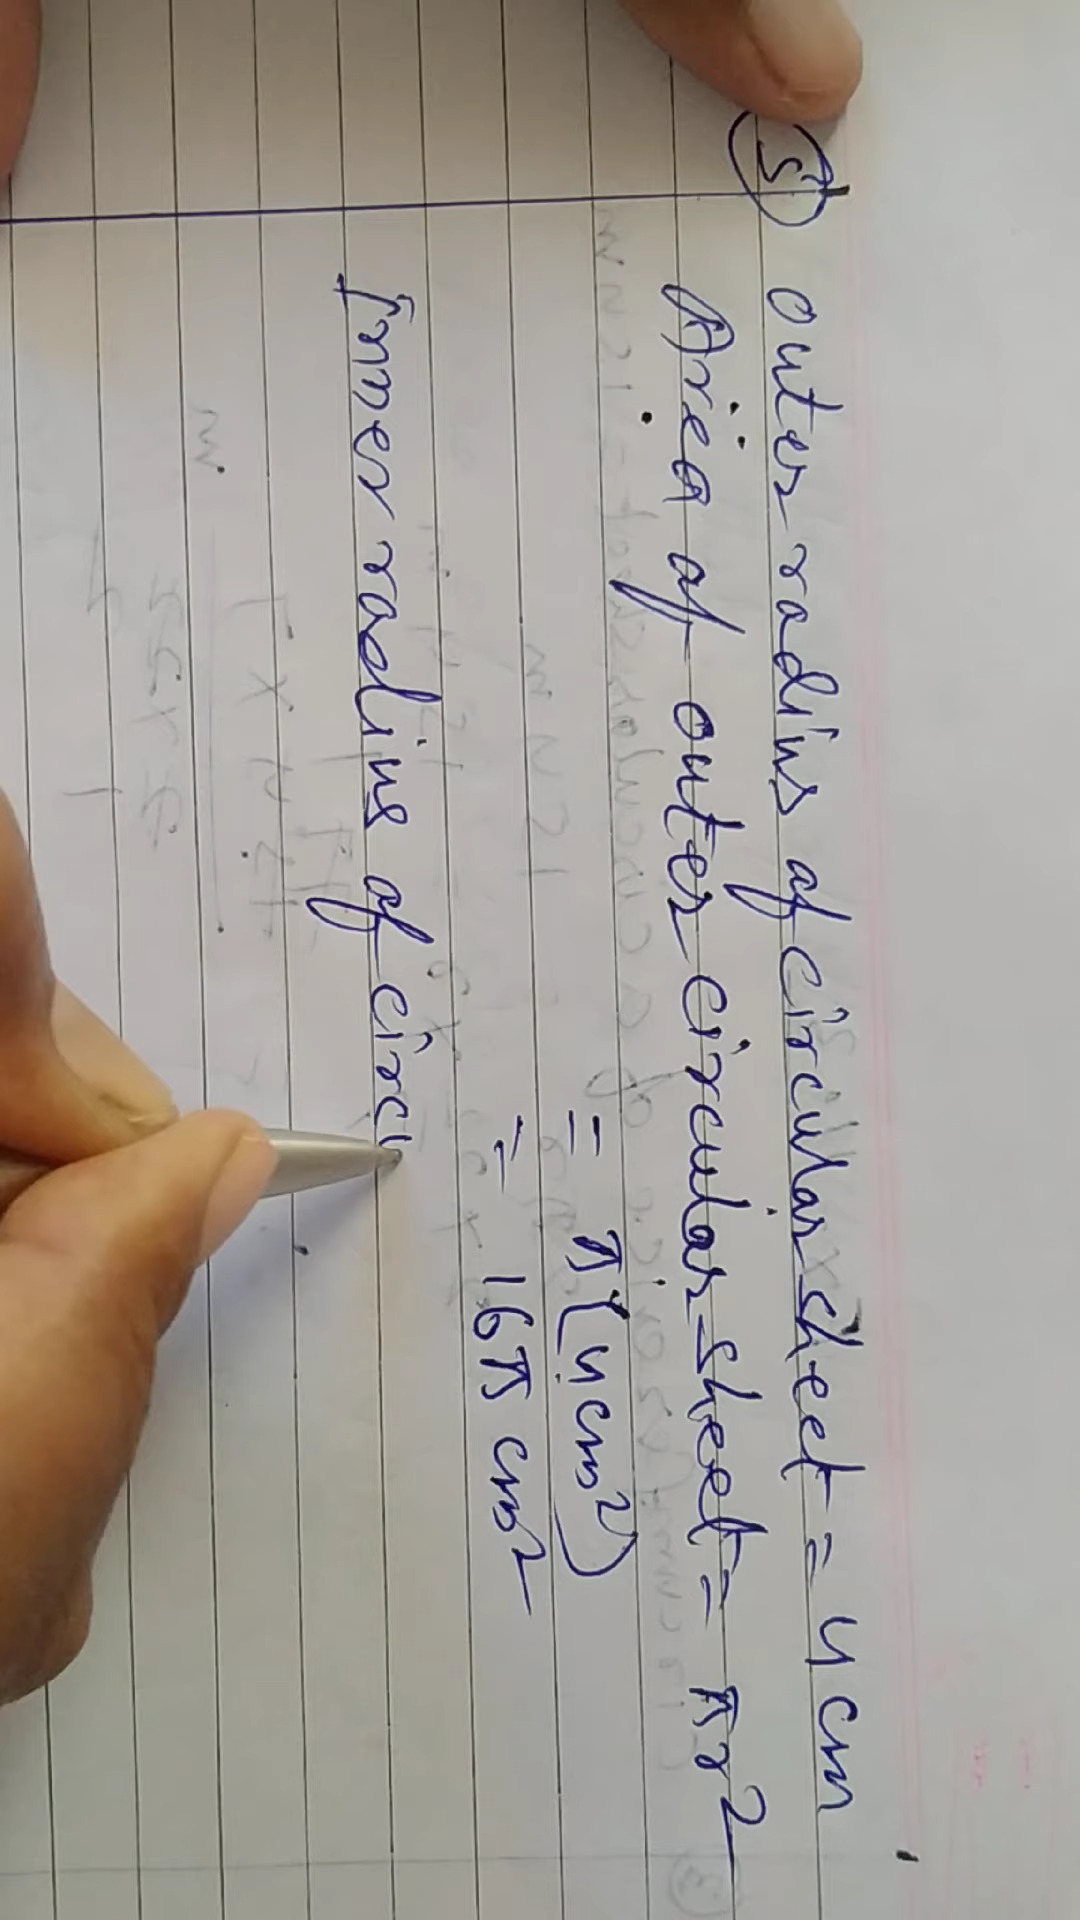 5) outer radius of circular sheet = 4 cm
Area of outer circular sheet = πr²
= π(4cm²)
= 16π cm²
Inner radius of circu